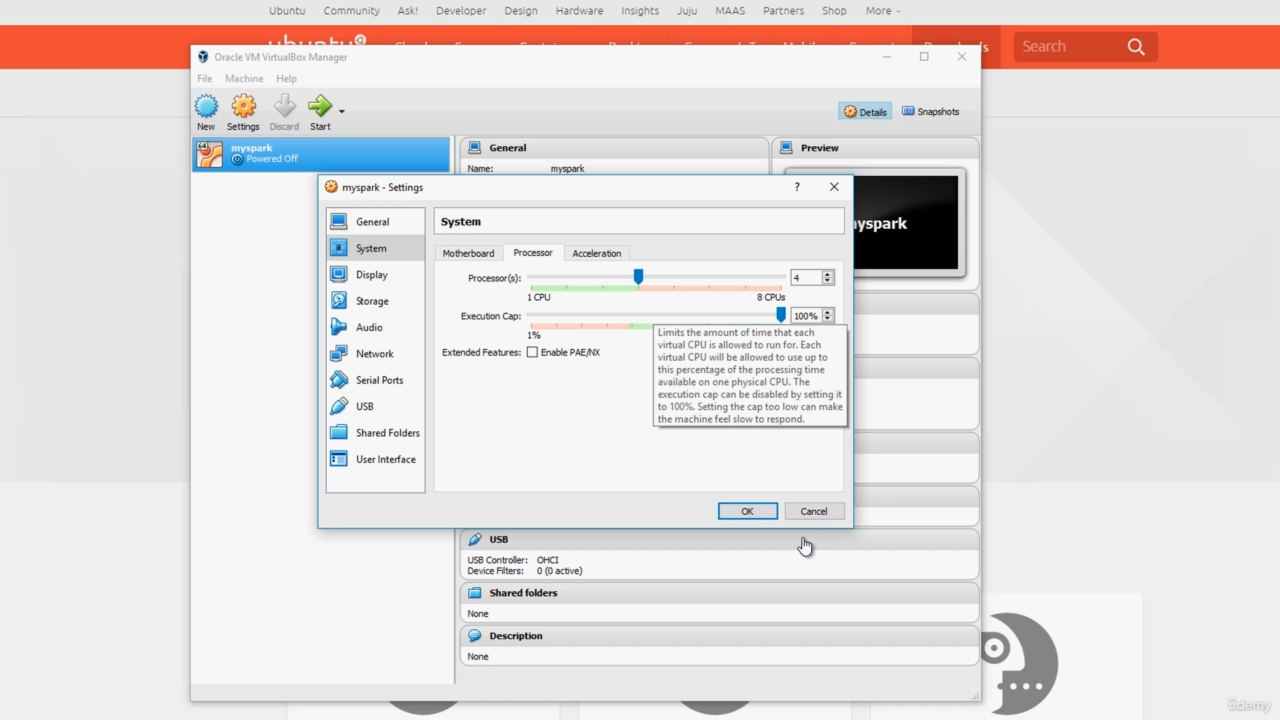 Ubuntu Community Ask! Developer Design Hardware Insights Juju MAAS Partners Shop More
ubuntu
Search
Oracle VM VirtualBox Manager
File Machine Help
New Settings Discard Start
Details Snapshots
myspark
Powered Off
General
Name: myspark
Preview
myspark
myspark - Settings
?
General
System
Display
Storage
Audio
Network
Serial Ports
USB
Shared Folders
User Interface
System
Motherboard Processor Acceleration
Processor(s): 4
1 CPU 8 CPUs
Execution Cap: 100%
1%
Extended Features: Enable PAE/NX
Limits the amount of time that each
virtual CPU is allowed to run for. Each
virtual CPU will be allowed to use up to
this percentage of the processing time
available on one physical CPU. The
execution cap can be disabled by setting it
to 100%. Setting the cap too low can make
the machine feel slow to respond.
OK Cancel
USB
USB Controller: OHCI
Device Filters: 0 (0 active)
Shared folders
None
Description
None
ûdemy